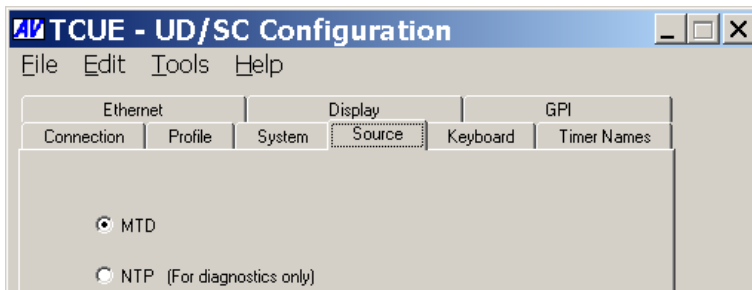 AV TCUE - UD/SC Configuration
File Edit Tools Help
Ethernet Display GPI
Connection Profile System Source Keyboard Timer Names
MTD
NTP (For diagnostics only)